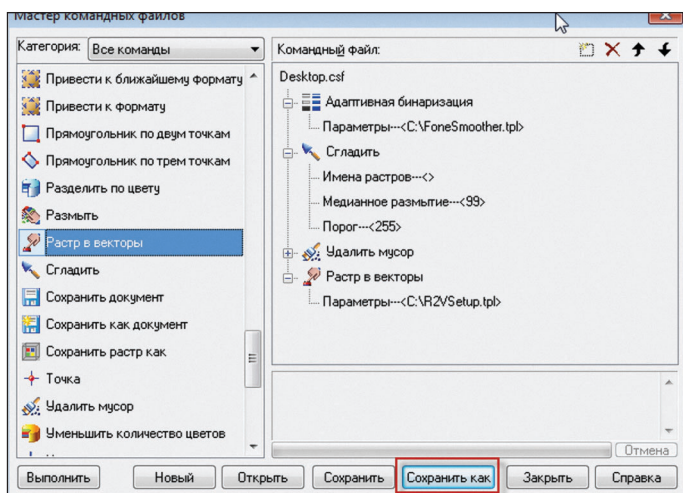 Мастер командных файлов
Категория: Все команды
Привести к ближайшему формату
Привести к формату
Прямоугольник по двум точкам
Прямоугольник по трем точкам
Разделить по цвету
Размыть
Растр в векторы
Сгладить
Сохранить документ
Сохранить как документ
Сохранить растр как
Точка
Удалить мусор
Уменьшить количество цветов
Командный файл:
Desktop.csf
Адаптивная бинаризация
Параметры---<C:\FoneSmoother.tpl>
Сгладить
Имена растров---<>
Медианное размытие---<99>
Порог---<255>
Удалить мусор
Растр в векторы
Параметры---<C:\R2VSetup.tpl>
Отмена
Выполнить Новый Открыть Сохранить Сохранить как Закрыть Справка